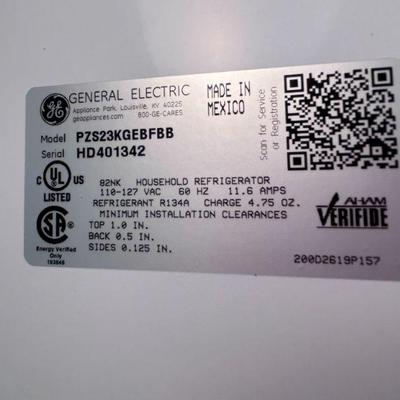 GE
GENERAL ELECTRIC
Appliance Park, Louisville, KY 40225
geappliances.com 800-GE-CARES
MADE IN
MEXICO
Scan for Service
or Registration
Model PZS23KGEBFBB
Serial HD401342
C UL US
LISTED
82NK HOUSEHOLD REFRIGERATOR
110-127 VAC 60 HZ 11.6 AMPS
REFRIGERANT R134A CHARGE 4.75 OZ.
MINIMUM INSTALLATION CLEARANCES
TOP 1.0 IN.
BACK 0.5 IN.
SIDES 0.125 IN.
SA
Energy Verified
Only
AHAM
VERIFIDE
200D2619P157